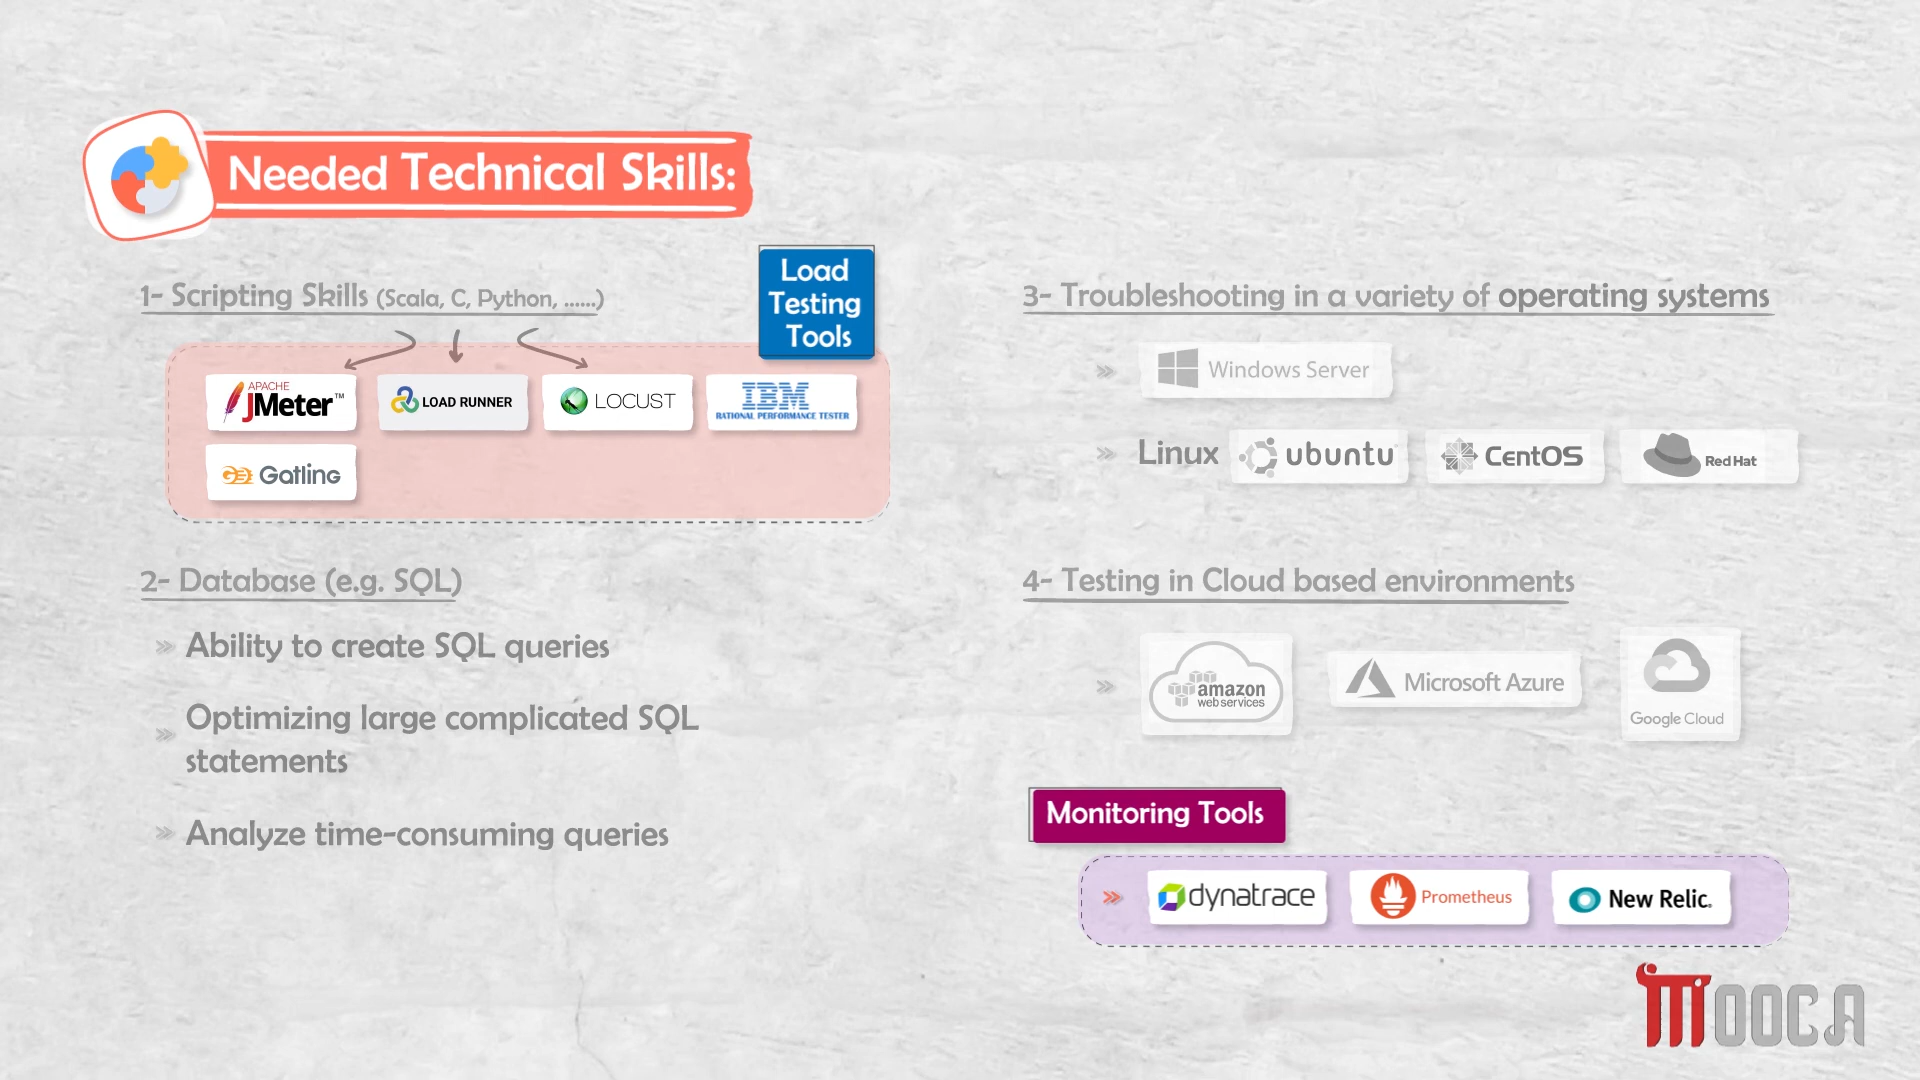 Needed Technical Skills:
1- Scripting Skills (Scala, C, Python, ......)
Load
Testing
Tools
APACHE
JMeter™
LOAD RUNNER
LOCUST
IBM
RATIONAL PERFORMANCE TESTER
Gatling
2- Database (e.g. SQL)
» Ability to create SQL queries
» Optimizing large complicated SQL
statements
» Analyze time-consuming queries
3- Troubleshooting in a variety of operating systems
» Windows Server
» Linux ubuntu CentOS Red Hat
4- Testing in Cloud based environments
» amazon
web services
Microsoft Azure
Google Cloud
Monitoring Tools
» dynatrace Prometheus New Relic.
MOOCA